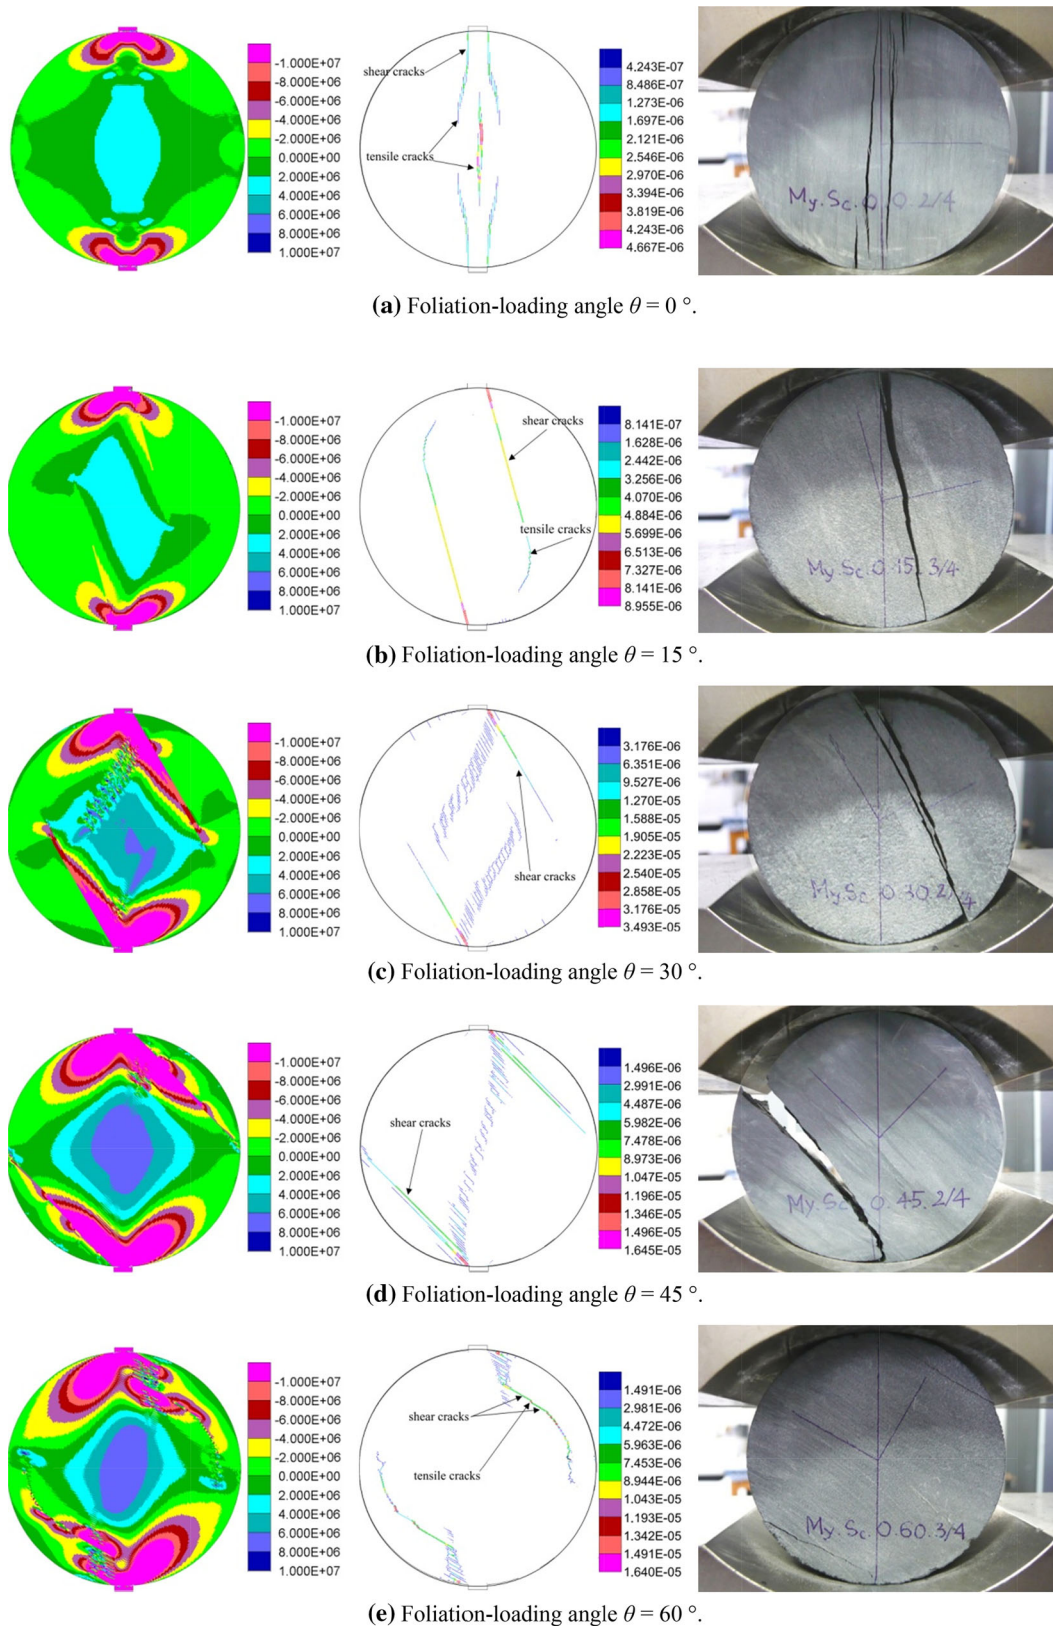 -1.000E+07
-8.000E+06
-6.000E+06
-4.000E+06
-2.000E+06
0.000E+00
2.000E+06
4.000E+06
6.000E+06
8.000E+06
1.000E+07
shear cracks
tensile cracks
4.243E-07
8.486E-07
1.273E-06
1.697E-06
2.121E-06
2.546E-06
2.970E-06
3.394E-06
3.819E-06
4.243E-06
4.667E-06
My.Sc.0.0.2/4
(a) Foliation-loading angle θ = 0 °.
-1.000E+07
-8.000E+06
-6.000E+06
-4.000E+06
-2.000E+06
0.000E+00
2.000E+06
4.000E+06
6.000E+06
8.000E+06
1.000E+07
shear cracks
tensile cracks
8.141E-07
1.628E-06
2.442E-06
3.256E-06
4.070E-06
4.884E-06
5.699E-06
6.513E-06
7.327E-06
8.141E-06
8.955E-06
My.Sc.0.15.3/4
(b) Foliation-loading angle θ = 15 °.
-1.000E+07
-8.000E+06
-6.000E+06
-4.000E+06
-2.000E+06
0.000E+00
2.000E+06
4.000E+06
6.000E+06
8.000E+06
1.000E+07
shear cracks
3.176E-06
6.351E-06
9.527E-06
1.270E-05
1.588E-05
1.905E-05
2.223E-05
2.540E-05
2.858E-05
3.176E-05
3.493E-05
My.Sc.0.30.2/4
(c) Foliation-loading angle θ = 30 °.
-1.000E+07
-8.000E+06
-6.000E+06
-4.000E+06
-2.000E+06
0.000E+00
2.000E+06
4.000E+06
6.000E+06
8.000E+06
1.000E+07
shear cracks
1.496E-06
2.991E-06
4.487E-06
5.982E-06
7.478E-06
8.973E-06
1.047E-05
1.196E-05
1.346E-05
1.496E-05
1.645E-05
My.Sc.0.45.2/4
(d) Foliation-loading angle θ = 45 °.
-1.000E+07
-8.000E+06
-6.000E+06
-4.000E+06
-2.000E+06
0.000E+00
2.000E+06
4.000E+06
6.000E+06
8.000E+06
1.000E+07
shear cracks
tensile cracks
1.491E-06
2.981E-06
4.472E-06
5.963E-06
7.453E-06
8.944E-06
1.043E-05
1.193E-05
1.342E-05
1.491E-05
1.640E-05
My.Sc.0.60.3/4
(e) Foliation-loading angle θ = 60 °.